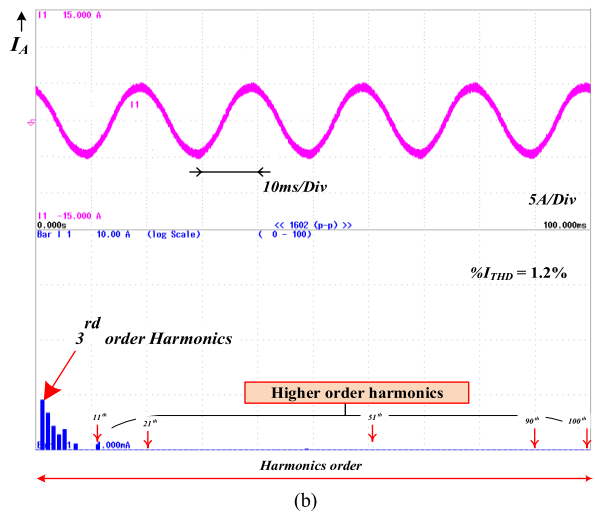 I1 15.000 A
I_A
I1
10ms/Div
5A/Div
I1 -15.000 A
0.000s << 1602 (p-p) >> 100.000ms
Bar I 1 10.00 A (log Scale) ( 0 - 100)
%I_THD = 1.2%
3rd order Harmonics
Higher order harmonics
11th 21th 51th 90th 100th
Bar I 1 .000mA
Harmonics order
(b)